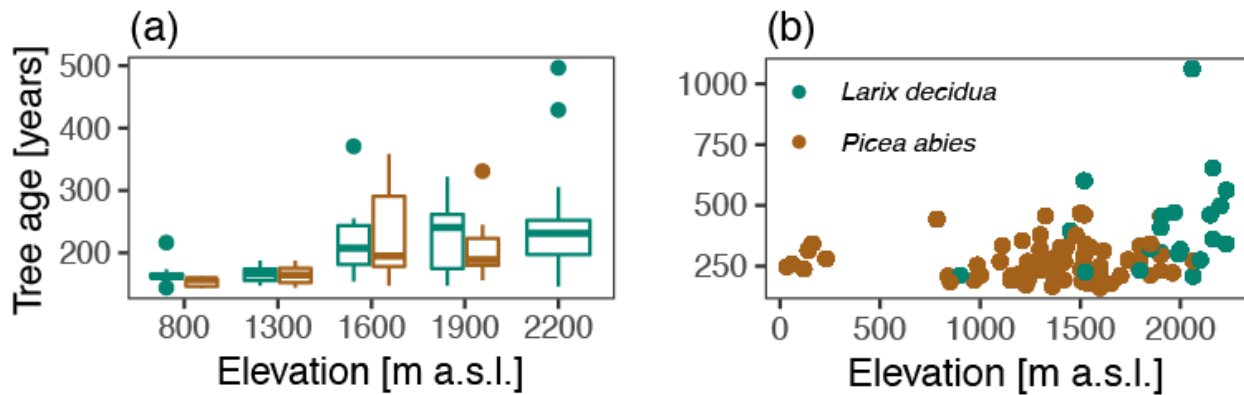 (a)
Tree age [years]
500
400
300
200
800 1300 1600 1900 2200
Elevation [m a.s.l.]
(b)
1000
750
500
250
Larix decidua
Picea abies
0 500 1000 1500 2000
Elevation [m a.s.l.]